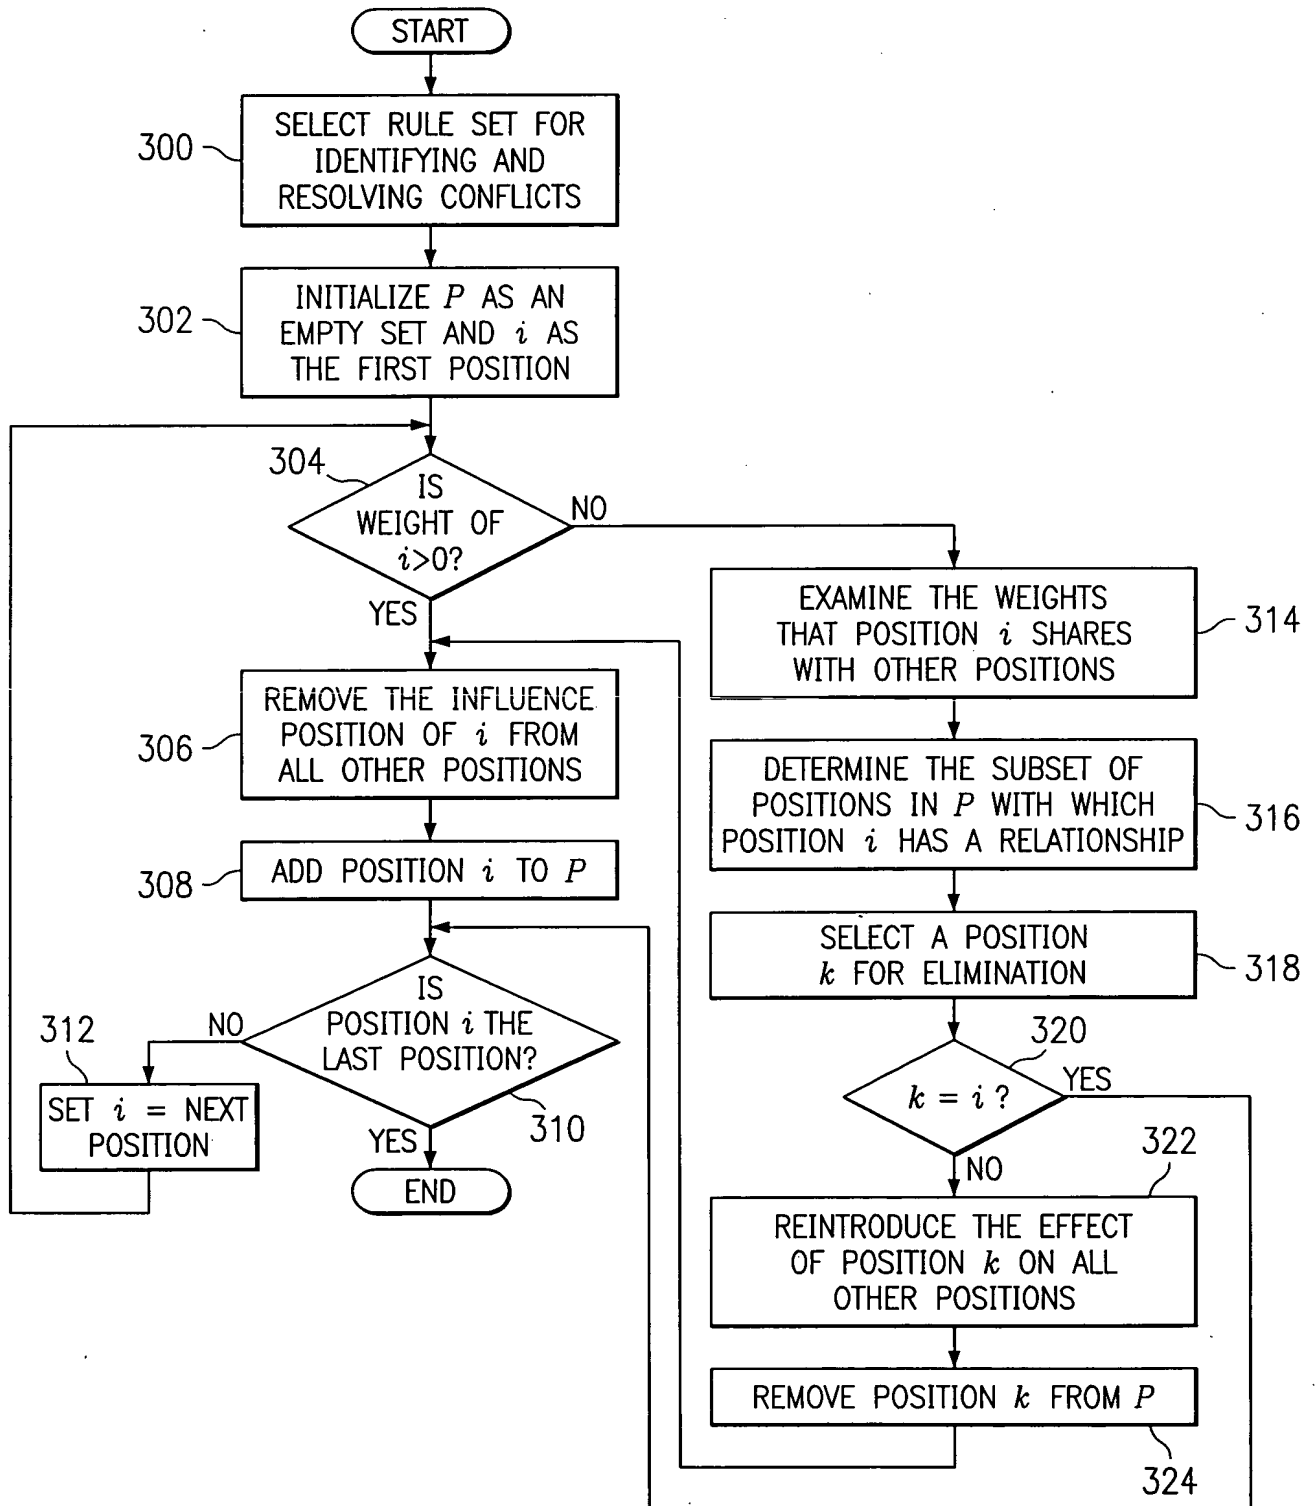 START
300
SELECT RULE SET FOR
IDENTIFYING AND
RESOLVING CONFLICTS
302
INITIALIZE P AS AN
EMPTY SET AND i AS
THE FIRST POSITION
304
IS
WEIGHT OF
i>0?
NO
YES
306
REMOVE THE INFLUENCE
POSITION OF i FROM
ALL OTHER POSITIONS
308
ADD POSITION i TO P
IS
POSITION i THE
LAST POSITION?
310
NO
312
SET i = NEXT
POSITION
YES
END
EXAMINE THE WEIGHTS
THAT POSITION i SHARES
WITH OTHER POSITIONS
314
DETERMINE THE SUBSET OF
POSITIONS IN P WITH WHICH
POSITION i HAS A RELATIONSHIP
316
SELECT A POSITION
k FOR ELIMINATION
318
320
k = i ?
YES
NO
322
REINTRODUCE THE EFFECT
OF POSITION k ON ALL
OTHER POSITIONS
REMOVE POSITION k FROM P
324